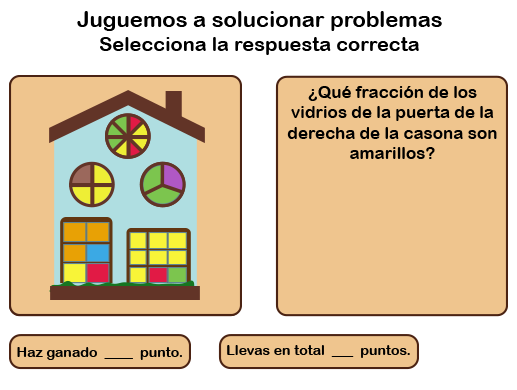 Juguemos a solucionar problemas
Selecciona la respuesta correcta
¿Qué fracción de los
vidrios de la puerta de la
derecha de la casona son
amarillos?
Haz ganado ____ punto.
Llevas en total ___ puntos.